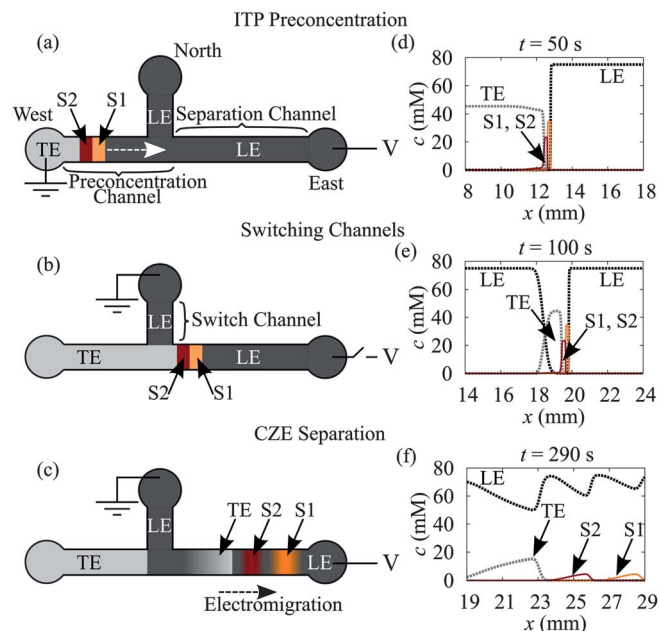 ITP Preconcentration
(a)
North
S2 S1
LE
Separation Channel
West
TE
LE
V
Preconcentration
Channel
East
(d)
t = 50 s
80
60
40
20
0
c (mM)
TE
LE
S1, S2
8 10 12 14 16 18
x (mm)
Switching Channels
(b)
LE
Switch Channel
TE
LE
V
S2 S1
(e)
t = 100 s
80
60
40
20
0
c (mM)
LE
LE
TE
S1, S2
14 16 18 20 22 24
x (mm)
CZE Separation
(c)
LE
TE S2 S1
TE
LE
V
Electromigration
(f)
t = 290 s
80
60
40
20
0
c (mM)
LE
TE
S2
S1
19 21 23 25 27 29
x (mm)